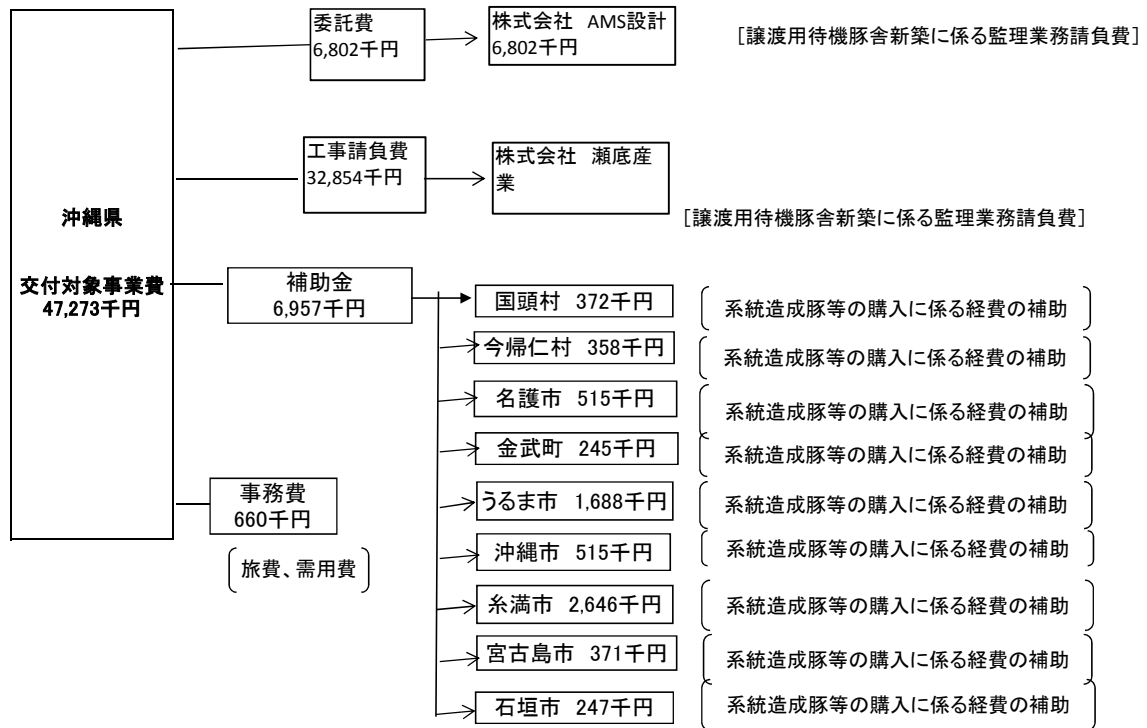 委託費
6,802千円
株式会社　AMS設計
6,802千円
［譲渡用待機豚舎新築に係る監理業務請負費］
工事請負費
32,854千円
株式会社　瀬底産
業
［譲渡用待機豚舎新築に係る監理業務請負費］
沖縄県
交付対象事業費
47,273千円
補助金
6,957千円
国頭村　372千円
系統造成豚等の購入に係る経費の補助
今帰仁村　358千円
系統造成豚等の購入に係る経費の補助
名護市　515千円
系統造成豚等の購入に係る経費の補助
金武町　245千円
系統造成豚等の購入に係る経費の補助
うるま市　1,688千円
系統造成豚等の購入に係る経費の補助
沖縄市　515千円
系統造成豚等の購入に係る経費の補助
糸満市　2,646千円
系統造成豚等の購入に係る経費の補助
宮古島市　371千円
系統造成豚等の購入に係る経費の補助
石垣市　247千円
系統造成豚等の購入に係る経費の補助
事務費
660千円
旅費、需用費